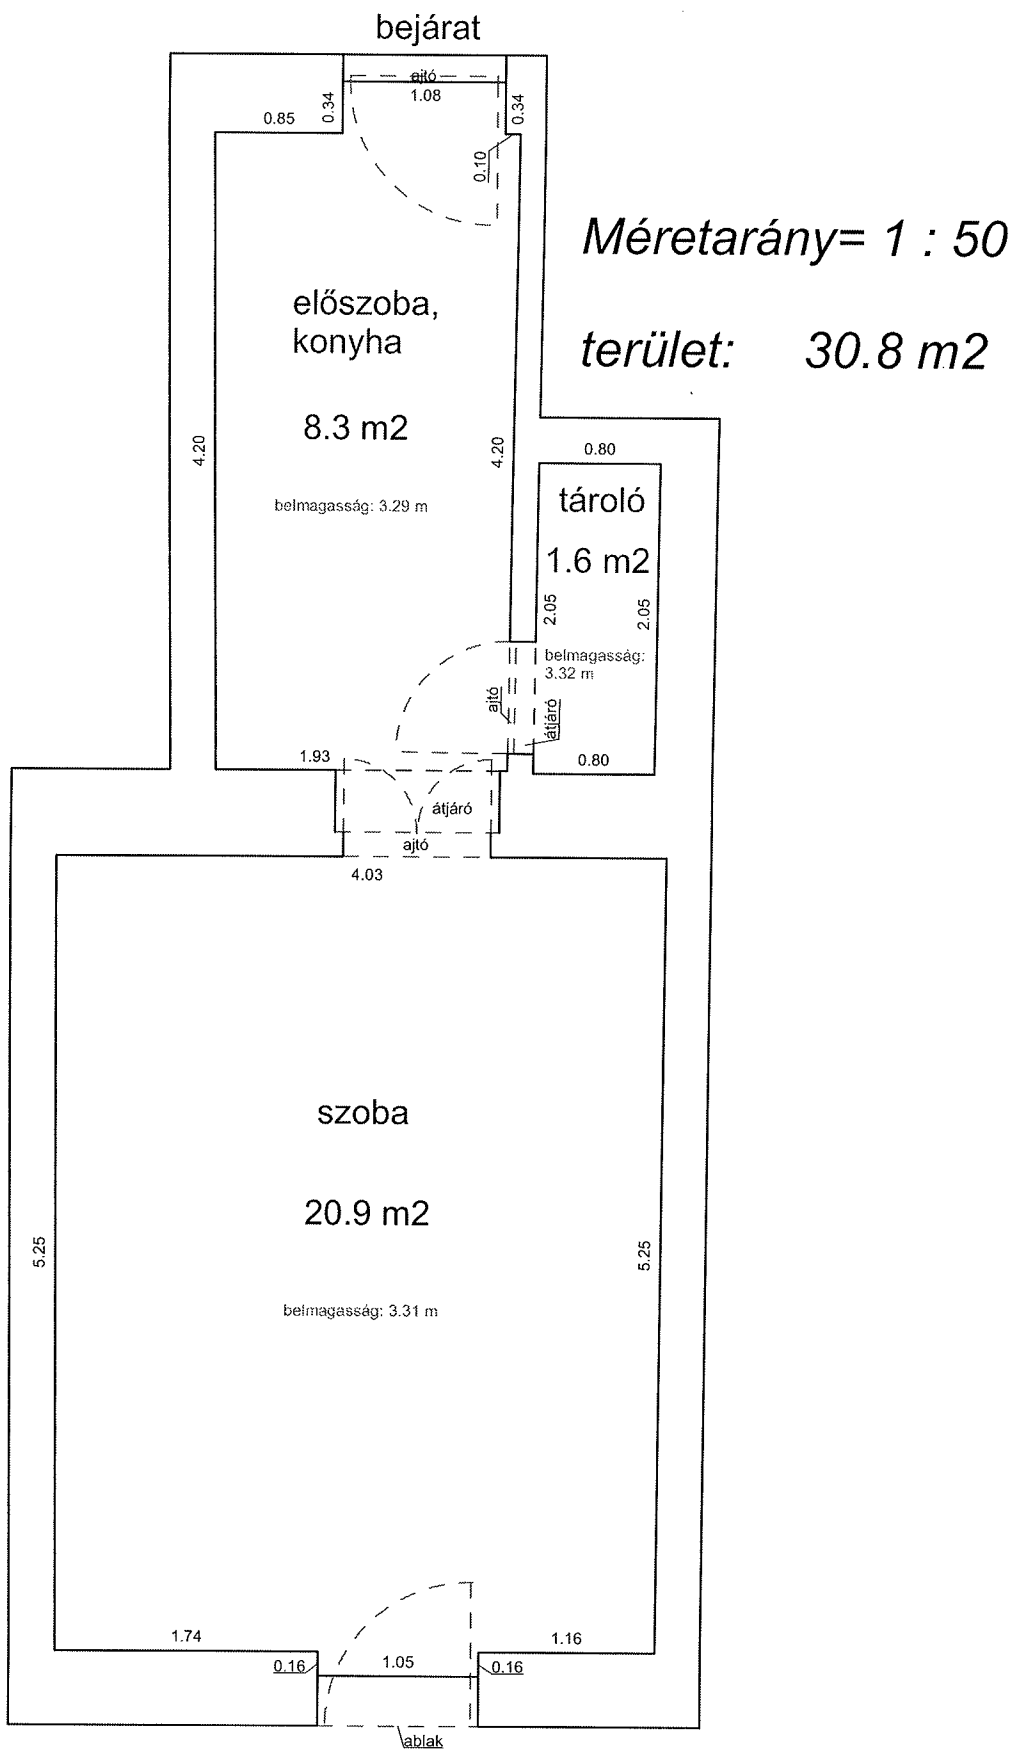 bejárat
ajtó
1.08
0.34
0.34
0.85
0.10
Méretarány= 1 : 50
előszoba,
konyha
terület: 30.8 m2
8.3 m2
4.20
4.20
0.80
belmagasság: 3.29 m
tároló
1.6 m2
2.05
2.05
belmagasság:
3.32 m
ajtó
átjáró
1.93
0.80
átjáró
ajtó
4.03
szoba
20.9 m2
5.25
5.25
belmagasság: 3.31 m
1.74
1.16
0.16
1.05
0.16
ablak